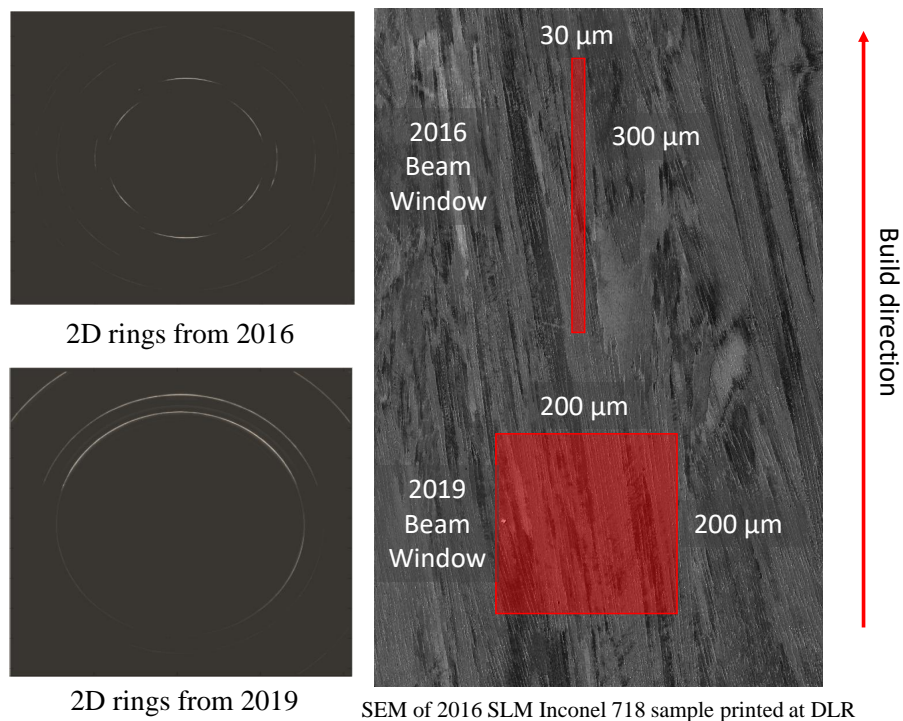 2D rings from 2016
2D rings from 2019
30 µm
2016
Beam
Window
300 µm
200 µm
2019
Beam
Window
200 µm
Build direction
SEM of 2016 SLM Inconel 718 sample printed at DLR